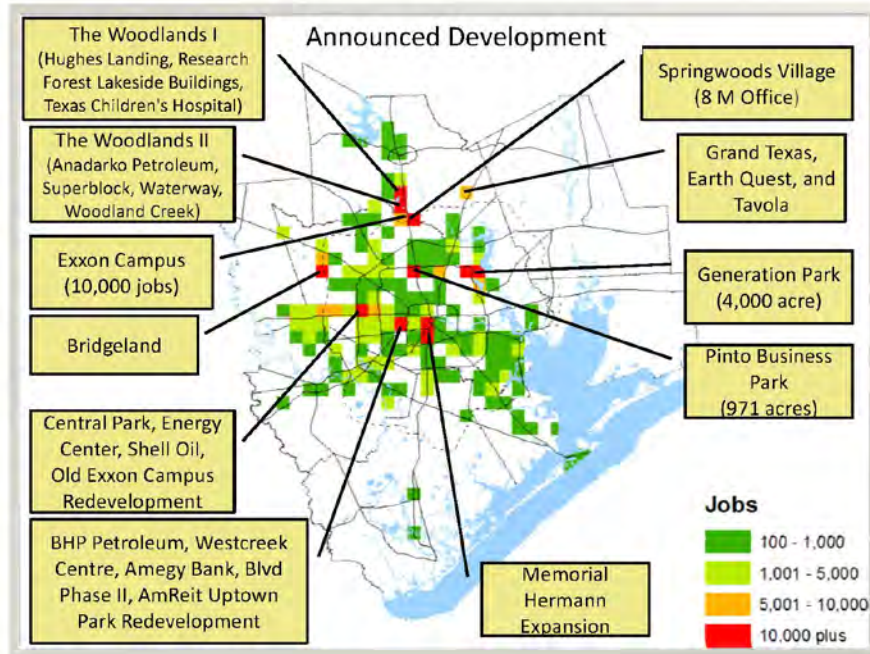 Announced Development
The Woodlands I
(Hughes Landing, Research
Forest Lakeside Buildings,
Texas Children's Hospital)
The Woodlands II
(Anadarko Petroleum,
Superblock, Waterway,
Woodland Creek)
Exxon Campus
(10,000 jobs)
Bridgeland
Central Park, Energy
Center, Shell Oil,
Old Exxon Campus
Redevelopment
BHP Petroleum, Westcreek
Centre, Amegy Bank, Blvd
Phase II, AmReit Uptown
Park Redevelopment
Springwoods Village
(8 M Office)
Grand Texas,
Earth Quest, and
Tavola
Generation Park
(4,000 acre)
Pinto Business
Park
(971 acres)
Memorial
Hermann
Expansion
Jobs
100 - 1,000
1,001 - 5,000
5,001 - 10,000
10,000 plus